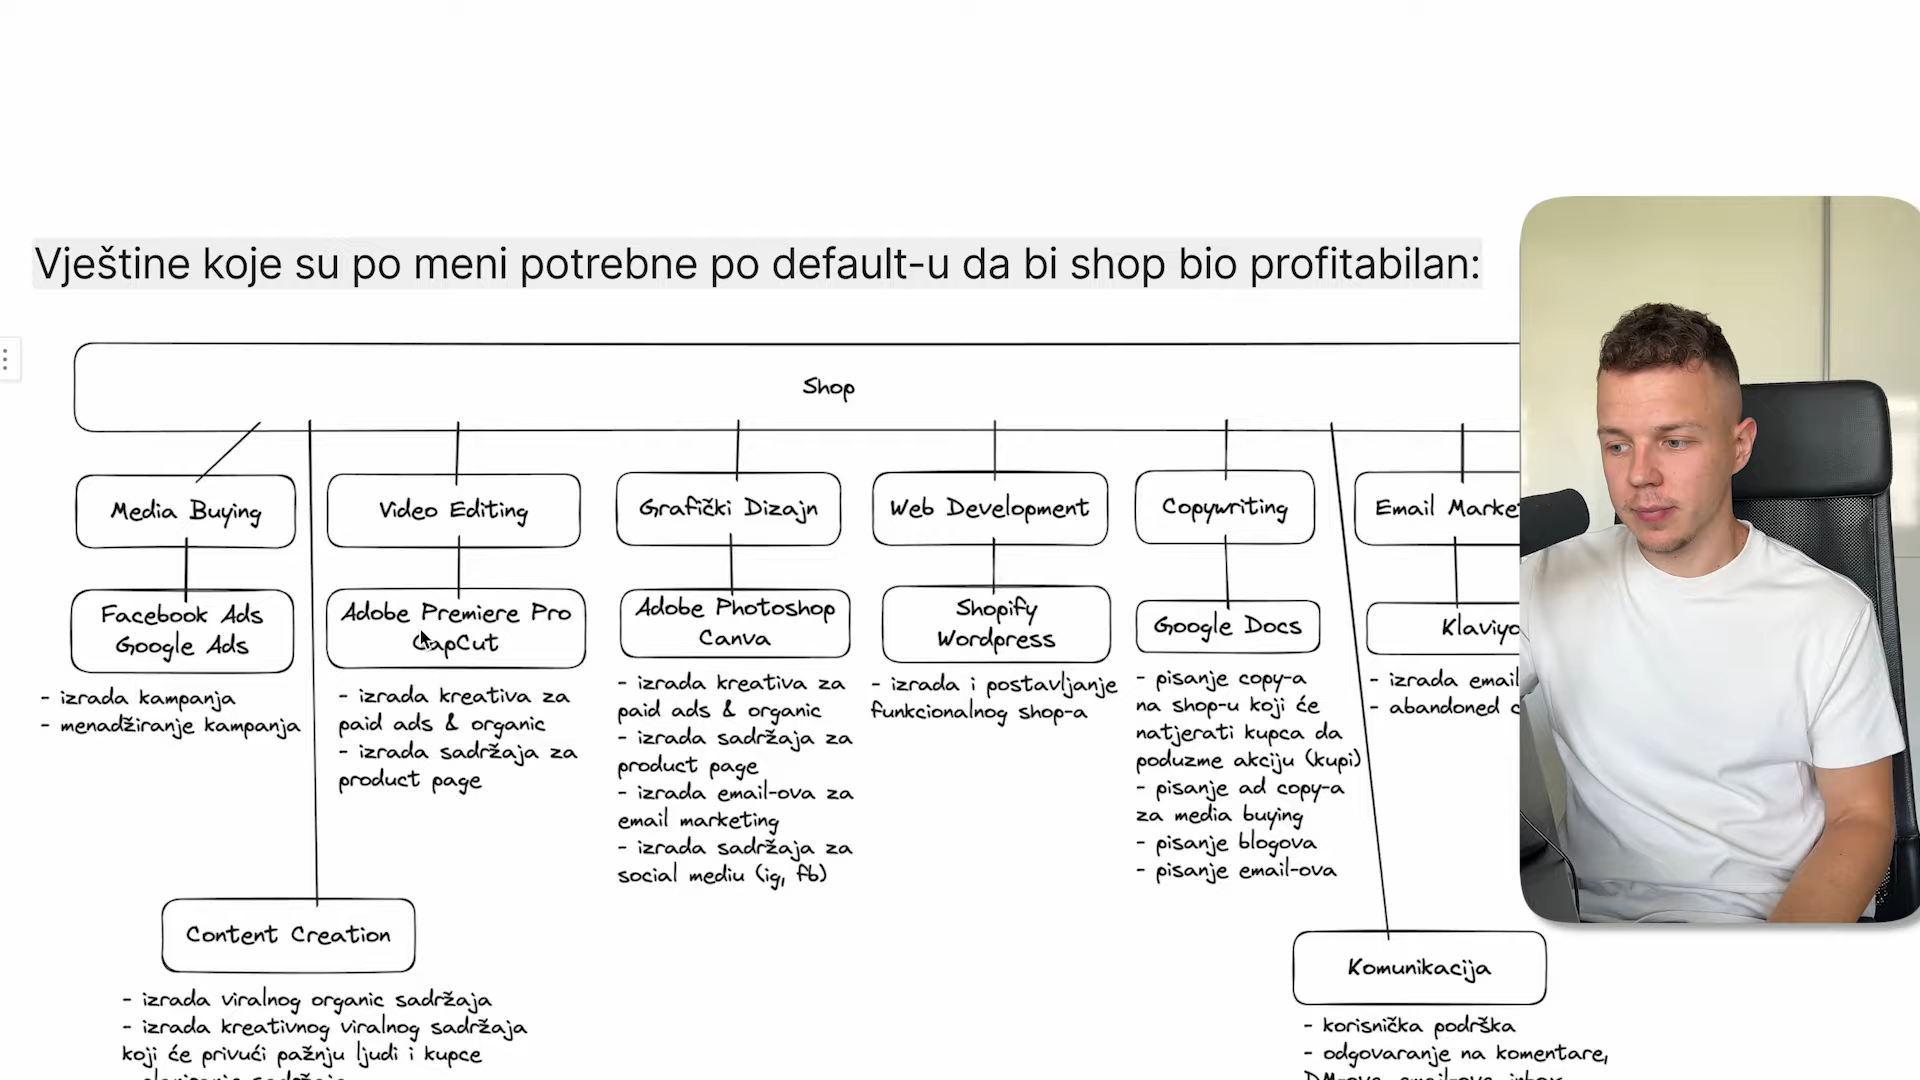 Vještine koje su po meni potrebne po default-u da bi shop bio profitabilan:
Shop
Media Buying
Video Editing
Grafički Dizajn
Web Development
Copywriting
Email Marke
Facebook Ads
Google Ads
Adobe Premiere Pro
CapCut
Adobe Photoshop
Canva
Shopify
Wordpress
Google Docs
Klaviyo
- izrada kampanja
- menadžiranje kampanja
- izrada kreativa za
paid ads & organic
- izrada sadržaja za
product page
- izrada kreativa za
paid ads & organic
- izrada sadržaja za
product page
- izrada email-ova za
email marketing
- izrada sadržaja za
social mediu (ig, fb)
- izrada i postavljanje
funkcionalnog shop-a
- pisanje copy-a
na shop-u koji će
natjerati kupca da
poduzme akciju (kupi)
- pisanje ad copy-a
za media buying
- pisanje blogova
- pisanje email-ova
- izrada email
- abandoned c
Content Creation
- izrada viralnog organic sadržaja
- izrada kreativnog viralnog sadržaja
koji će privući pažnju ljudi i kupce
Komunikacija
- korisnička podrška
- odgovaranje na komentare,